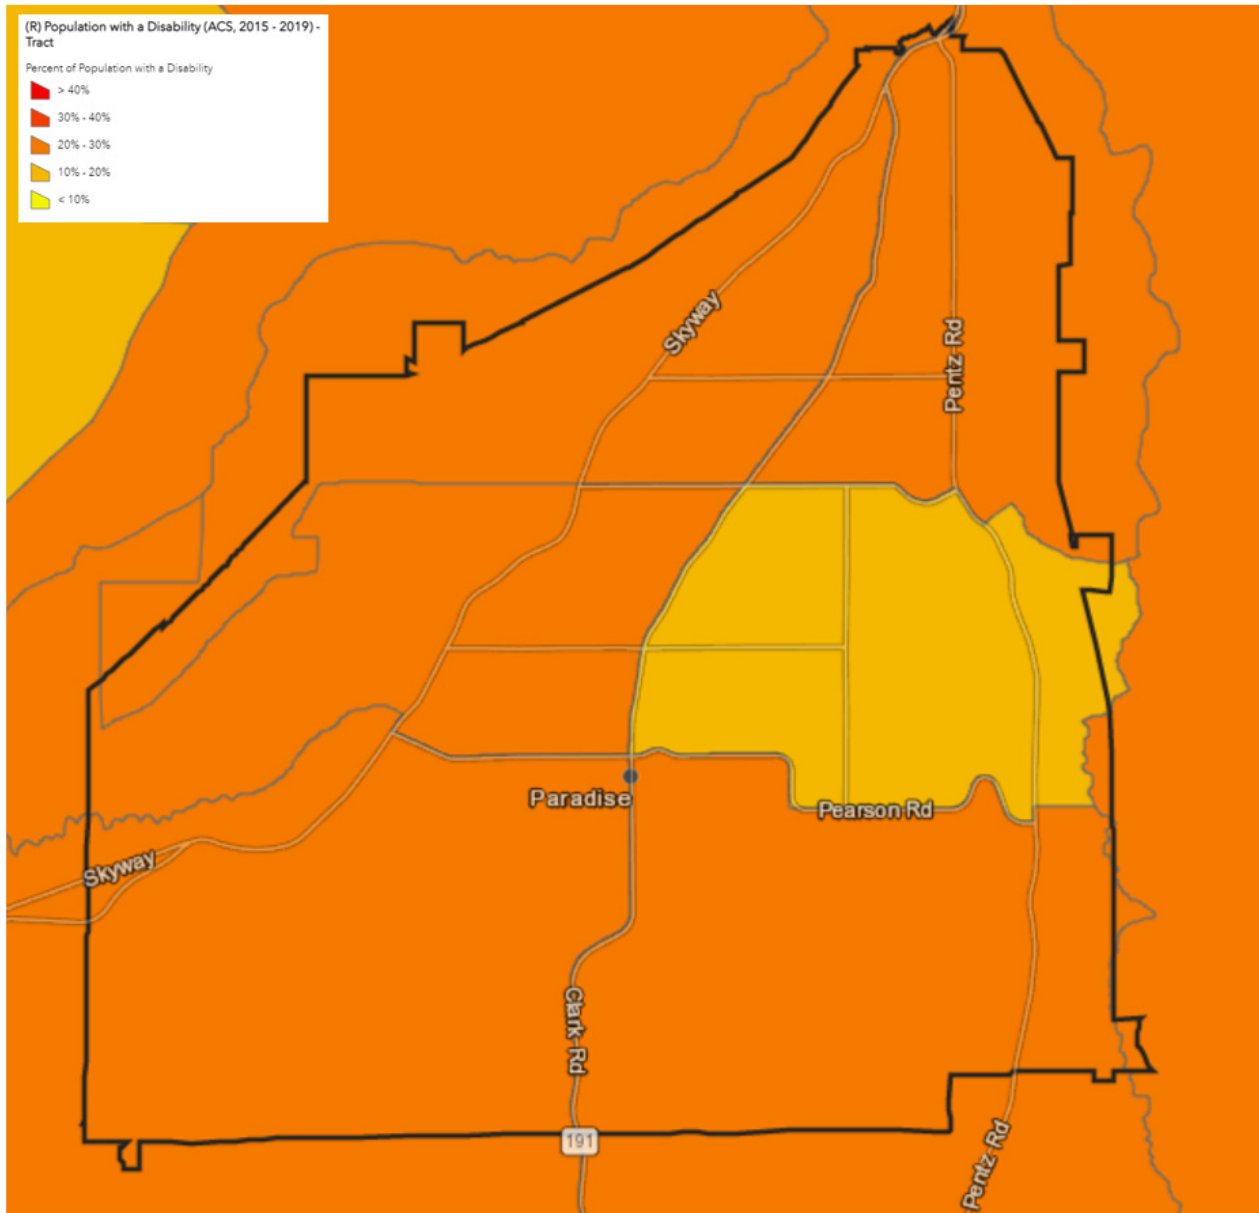 (R) Population with a Disability (ACS, 2015 - 2019) -
Tract
Percent of Population with a Disability
> 40%
30% - 40%
20% - 30%
10% - 20%
< 10%
Skyway
Pentz Rd
Paradise
Pearson Rd
Skyway
Clark Rd
191
Pentz Rd